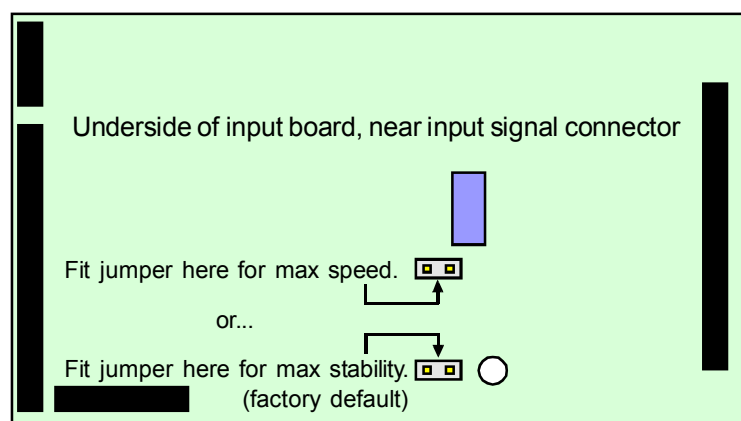 Underside of input board, near input signal connector
Fit jumper here for max speed.
or...
Fit jumper here for max stability.
(factory default)